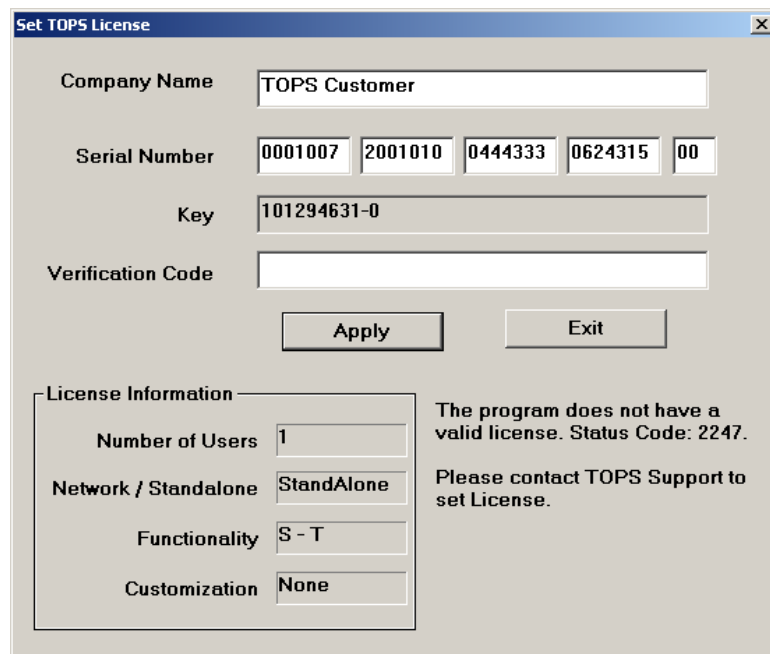 Set TOPS License
Company Name TOPS Customer
Serial Number 0001007 2001010 0444333 0624315 00
Key 101294631-0
Verification Code
Apply Exit
License Information
Number of Users 1
Network / Standalone StandAlone
Functionality S - T
Customization None
The program does not have a
valid license. Status Code: 2247.
Please contact TOPS Support to
set License.